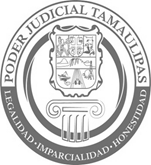 PODER JUDICIAL TAMAULIPAS
LEGALIDAD • IMPARCIALIDAD • HONESTIDAD